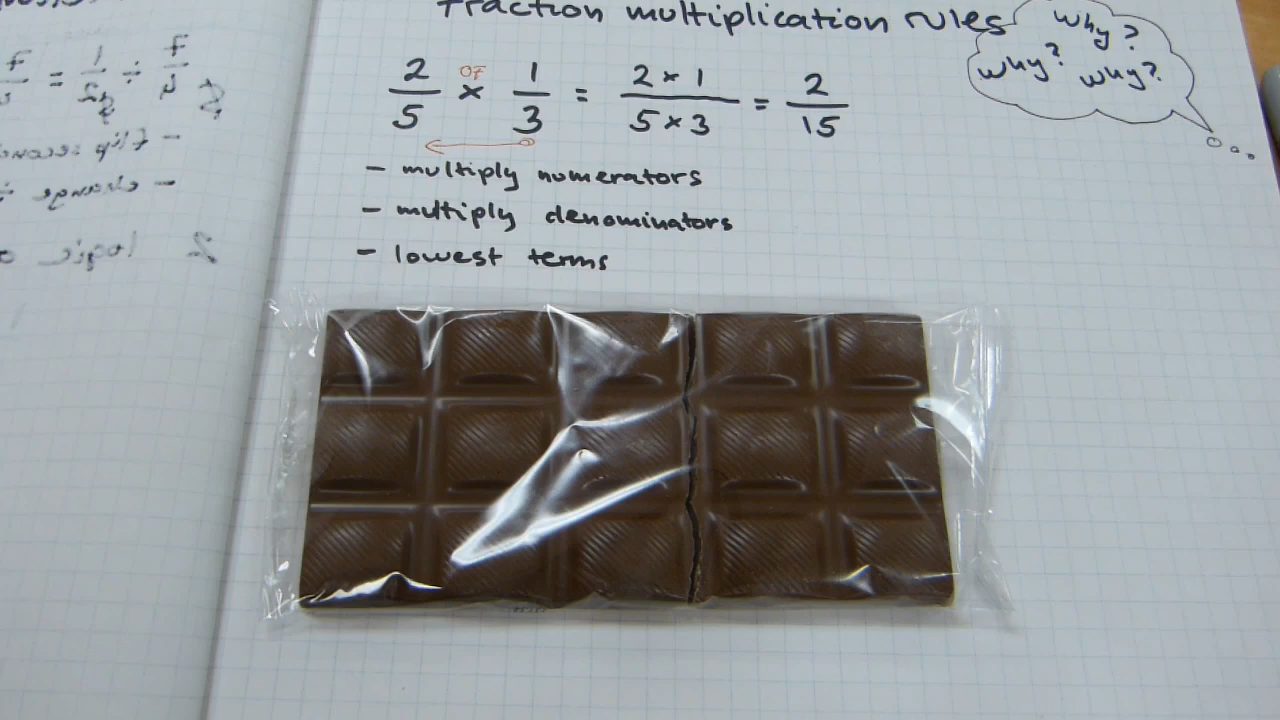 fraction multiplication rules
why?
why? why?
2/5 of × 1/3 = 2 × 1 / 5 × 3 = 2/15
- multiply numerators
- multiply denominators
- lowest terms